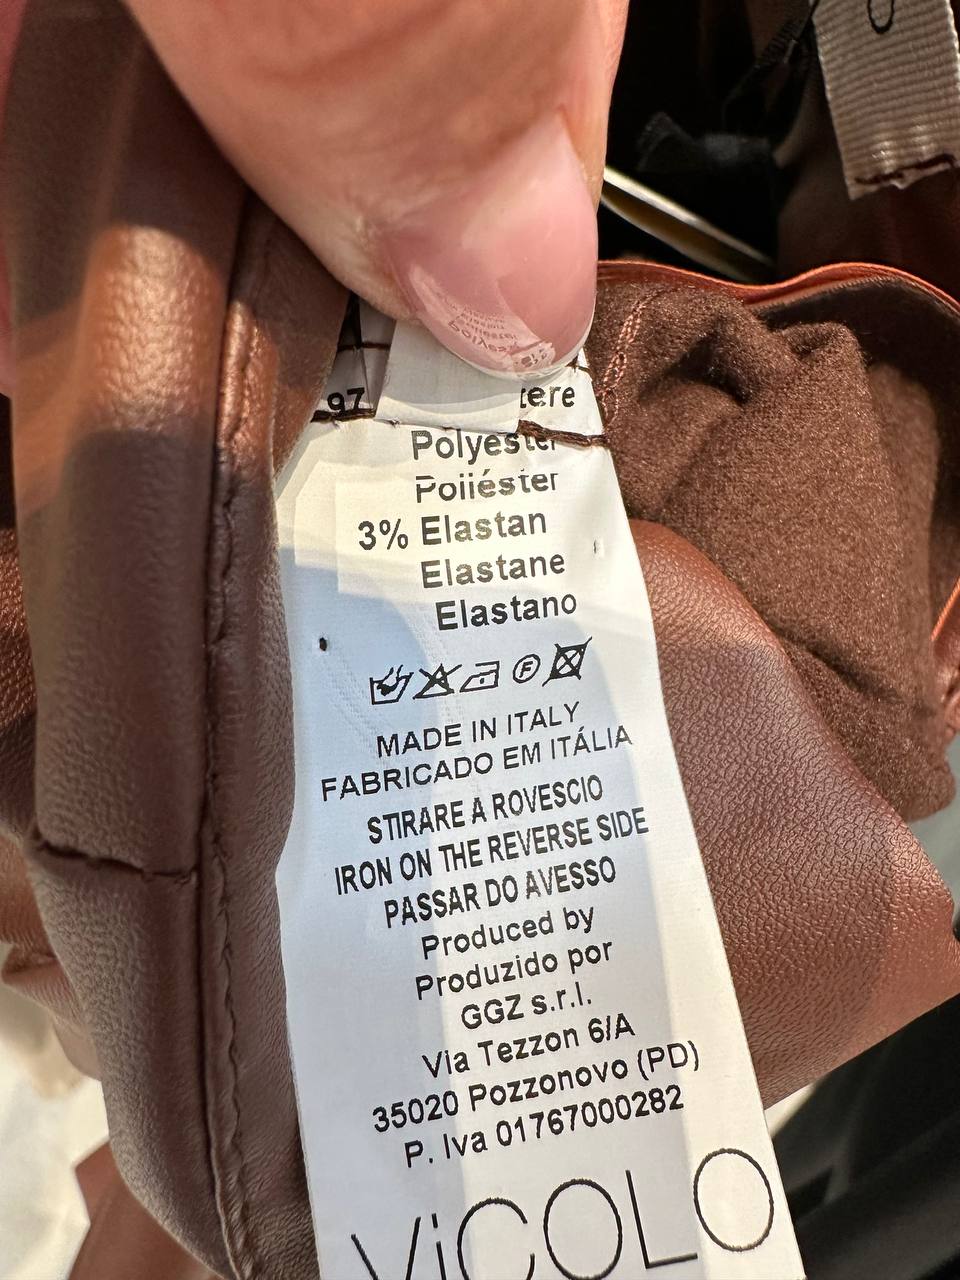 97
tere
Polyester
Poliéster
3% Elastan
Elastane
Elastano
F
MADE IN ITALY
FABRICADO EM ITÁLIA
STIRARE A ROVESCIO
IRON ON THE REVERSE SIDE
PASSAR DO AVESSO
Produced by
Produzido por
GGZ s.r.l.
Via Tezzon 6/A
35020 Pozzonovo (PD)
P. Iva 01767000282
ViCOLO